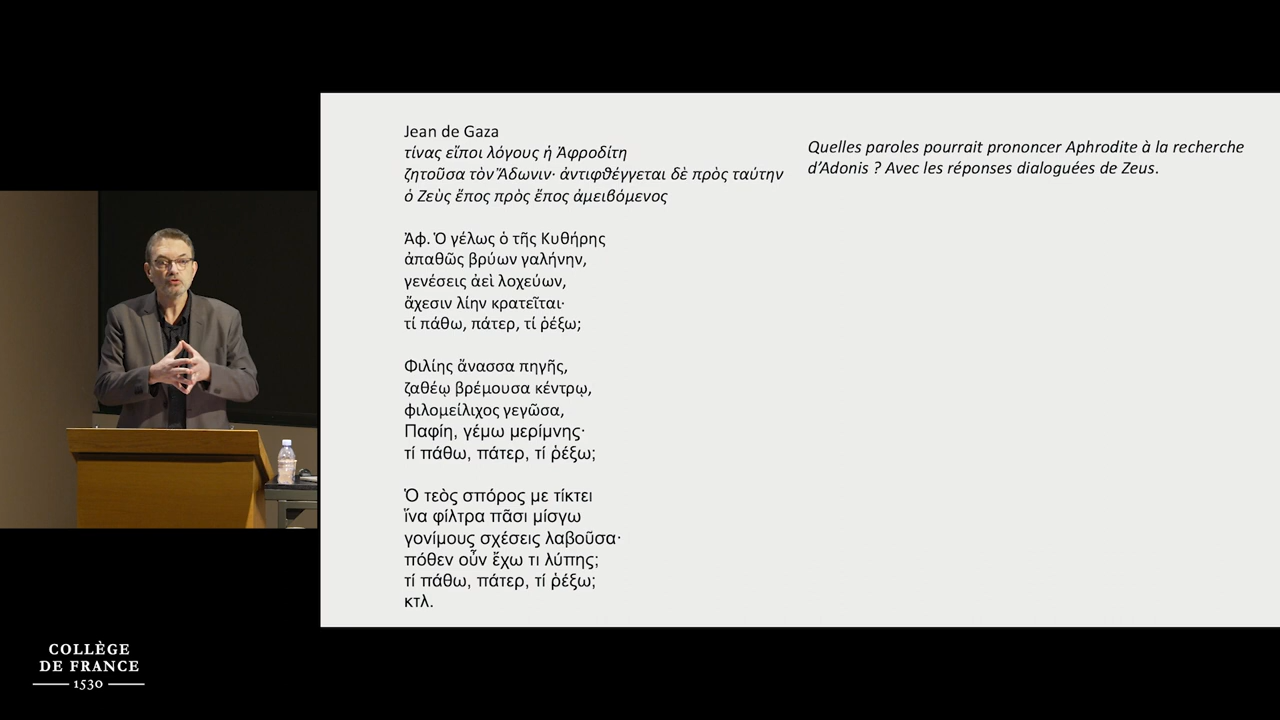 Jean de Gaza
τίνας εἴποι λόγους ἡ Ἀφροδίτη
ζητοῦσα τὸν Ἄδωνιν· ἀντιφθέγγεται δὲ πρὸς ταύτην
ὁ Ζεὺς ἔπος πρὸς ἔπος ἀμειβόμενος
Quelles paroles pourrait prononcer Aphrodite à la recherche
d’Adonis ? Avec les réponses dialoguées de Zeus.
Ἀφ. Ὁ γέλως ὁ τῆς Κυθήρης
ἀπαθῶς βρύων γαλήνην,
γενέσεις ἀεὶ λοχεύων,
ἄχεσιν λίην κρατεῖται·
τί πάθω, πάτερ, τί ῥέξω;
Φιλίης ἄνασσα πηγῆς,
ζαθέῳ βρέμουσα κέντρῳ,
φιλομείλιχος γεγῶσα,
Παφίη, γέμω μερίμνης·
τί πάθω, πάτερ, τί ῥέξω;
Ὁ τεὸς σπόρος με τίκτει
ἵνα φίλτρα πᾶσι μίσγω
γονίμους σχέσεις λαβοῦσα·
πόθεν οὖν ἔχω τι λύπης;
τί πάθω, πάτερ, τί ῥέξω;
κτλ.
COLLÈGE
DE FRANCE
1530